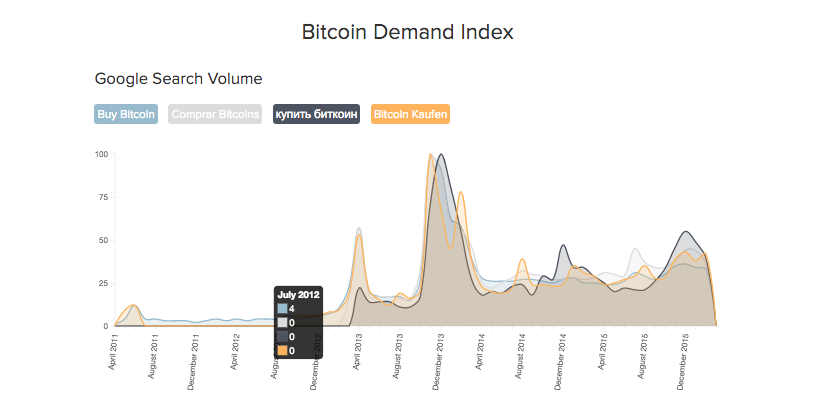 Bitcoin Demand Index
Google Search Volume
Buy Bitcoin Comprar Bitcoins купить биткоин Bitcoin Kaufen
100
75
50
25
0
July 2012
4
0
0
0
April 2011
August 2011
December 2011
April 2012
December 2012
April 2013
August 2013
December 2013
April 2014
August 2014
December 2014
April 2015
August 2015
December 2015